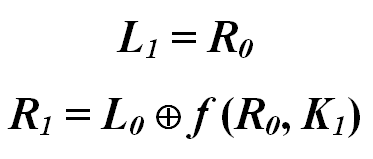 L₁ = R₀
R₁ = L₀ ⊕ f (R₀, K₁)